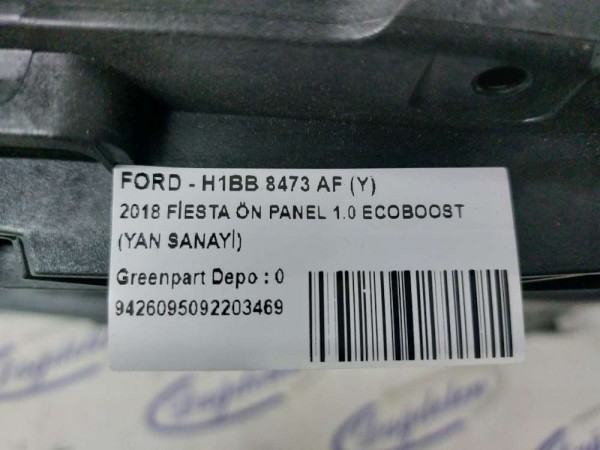 FORD - H1BB 8473 AF (Y)
2018 FİESTA ÖN PANEL 1.0 ECOBOOST
(YAN SANAYİ)
Greenpart Depo : 0
9426095092203469